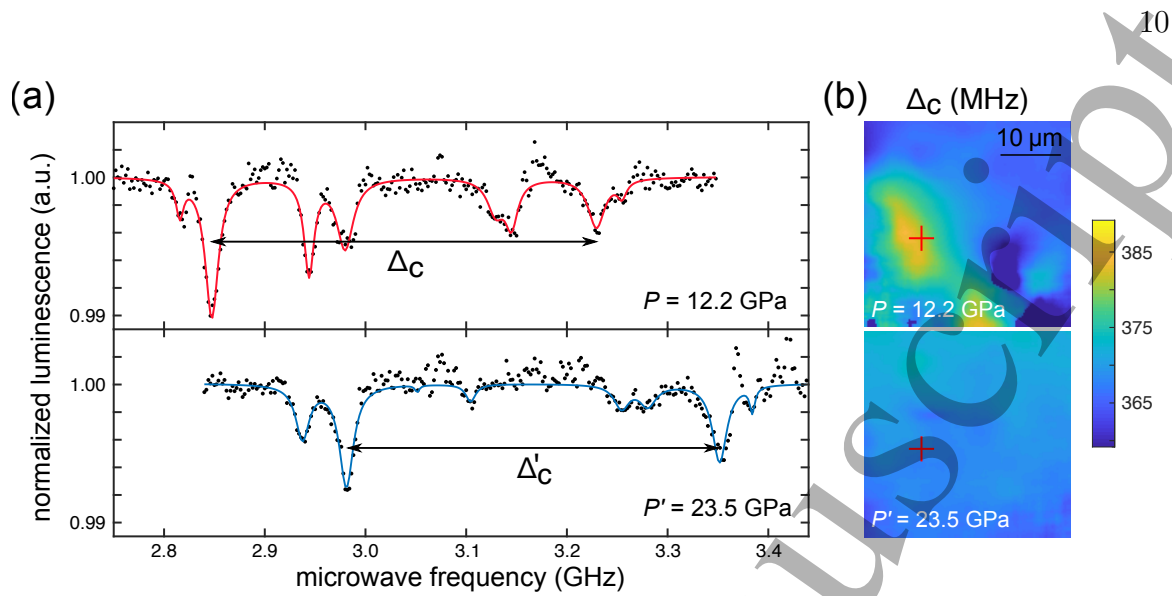 10
(a)
normalized luminescence (a.u.)
1.00
0.99
Δc
P = 12.2 GPa
1.00
0.99
Δ'c
P' = 23.5 GPa
2.8 2.9 3.0 3.1 3.2 3.3 3.4
microwave frequency (GHz)
(b)
Δc (MHz)
10 µm
P = 12.2 GPa
P' = 23.5 GPa
385
375
365
uscript